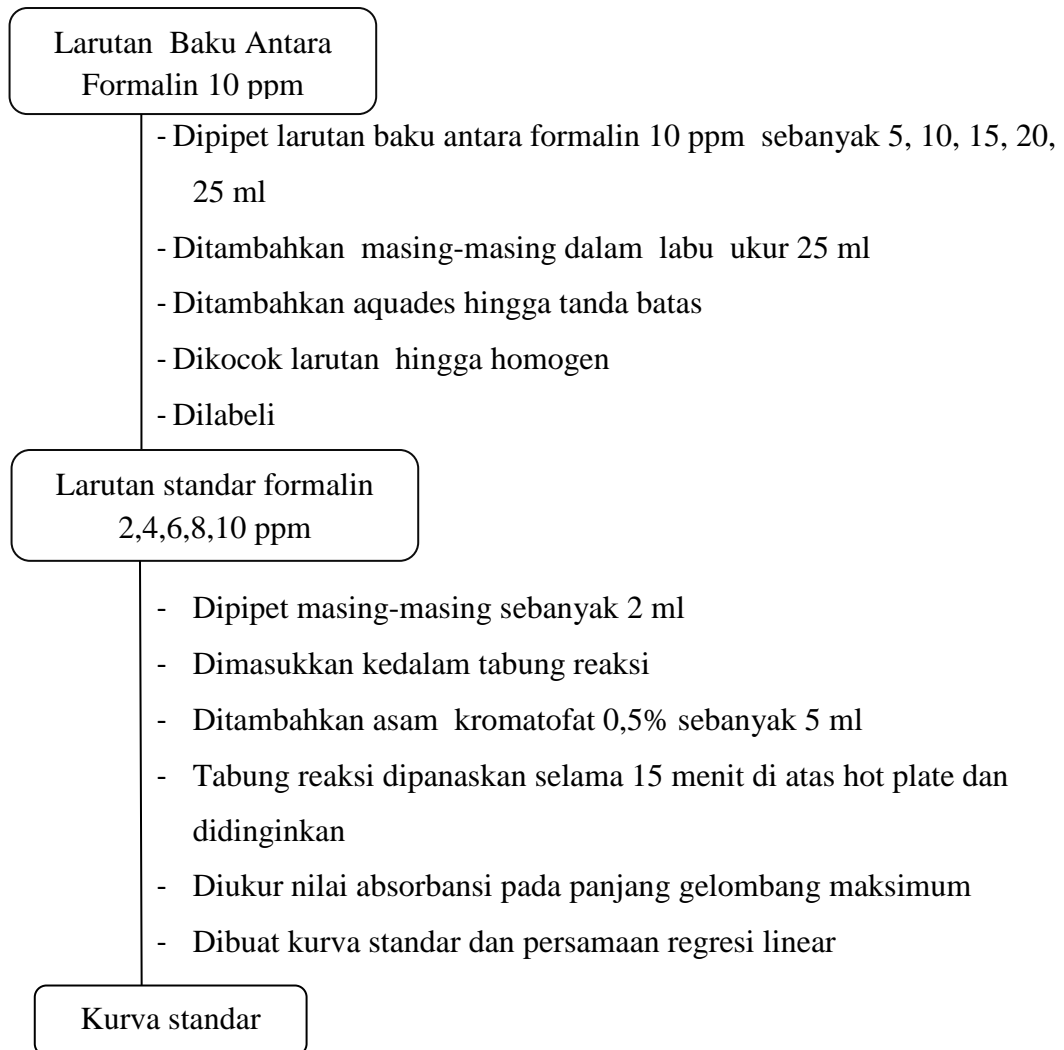 Larutan Baku Antara
Formalin 10 ppm
- Dipipet larutan baku antara formalin 10 ppm sebanyak 5, 10, 15, 20,
25 ml
- Ditambahkan masing-masing dalam labu ukur 25 ml
- Ditambahkan aquades hingga tanda batas
- Dikocok larutan hingga homogen
- Dilabeli
Larutan standar formalin
2,4,6,8,10 ppm
- Dipipet masing-masing sebanyak 2 ml
- Dimasukkan kedalam tabung reaksi
- Ditambahkan asam kromatofat 0,5% sebanyak 5 ml
- Tabung reaksi dipanaskan selama 15 menit di atas hot plate dan
didinginkan
- Diukur nilai absorbansi pada panjang gelombang maksimum
- Dibuat kurva standar dan persamaan regresi linear
Kurva standar